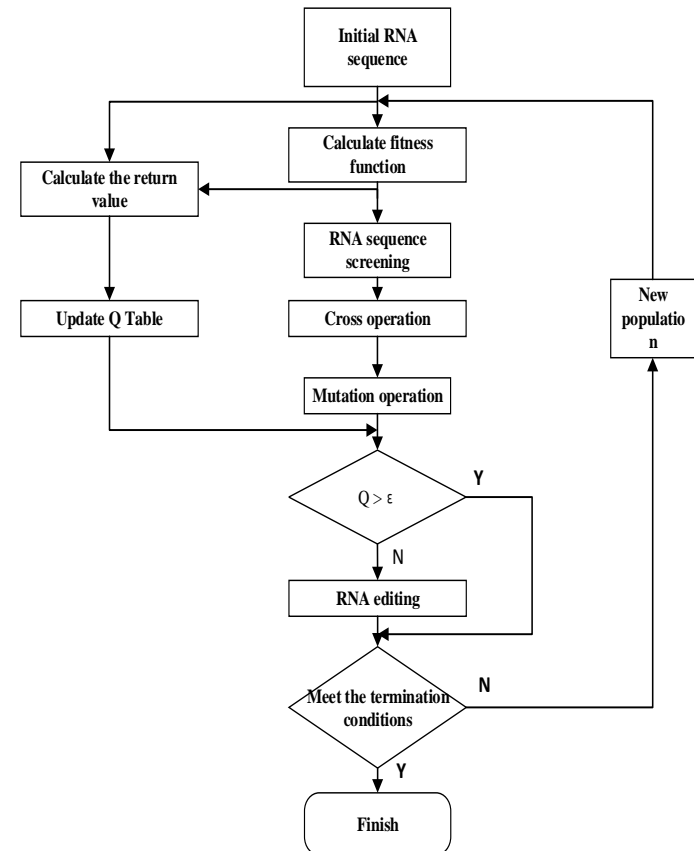 Initial RNA
sequence
Calculate fitness
function
Calculate the return
value
RNA sequence
screening
New
populatio
n
Update Q Table
Cross operation
Mutation operation
Q > ε
Y
N
RNA editing
Meet the termination
conditions
N
Y
Finish